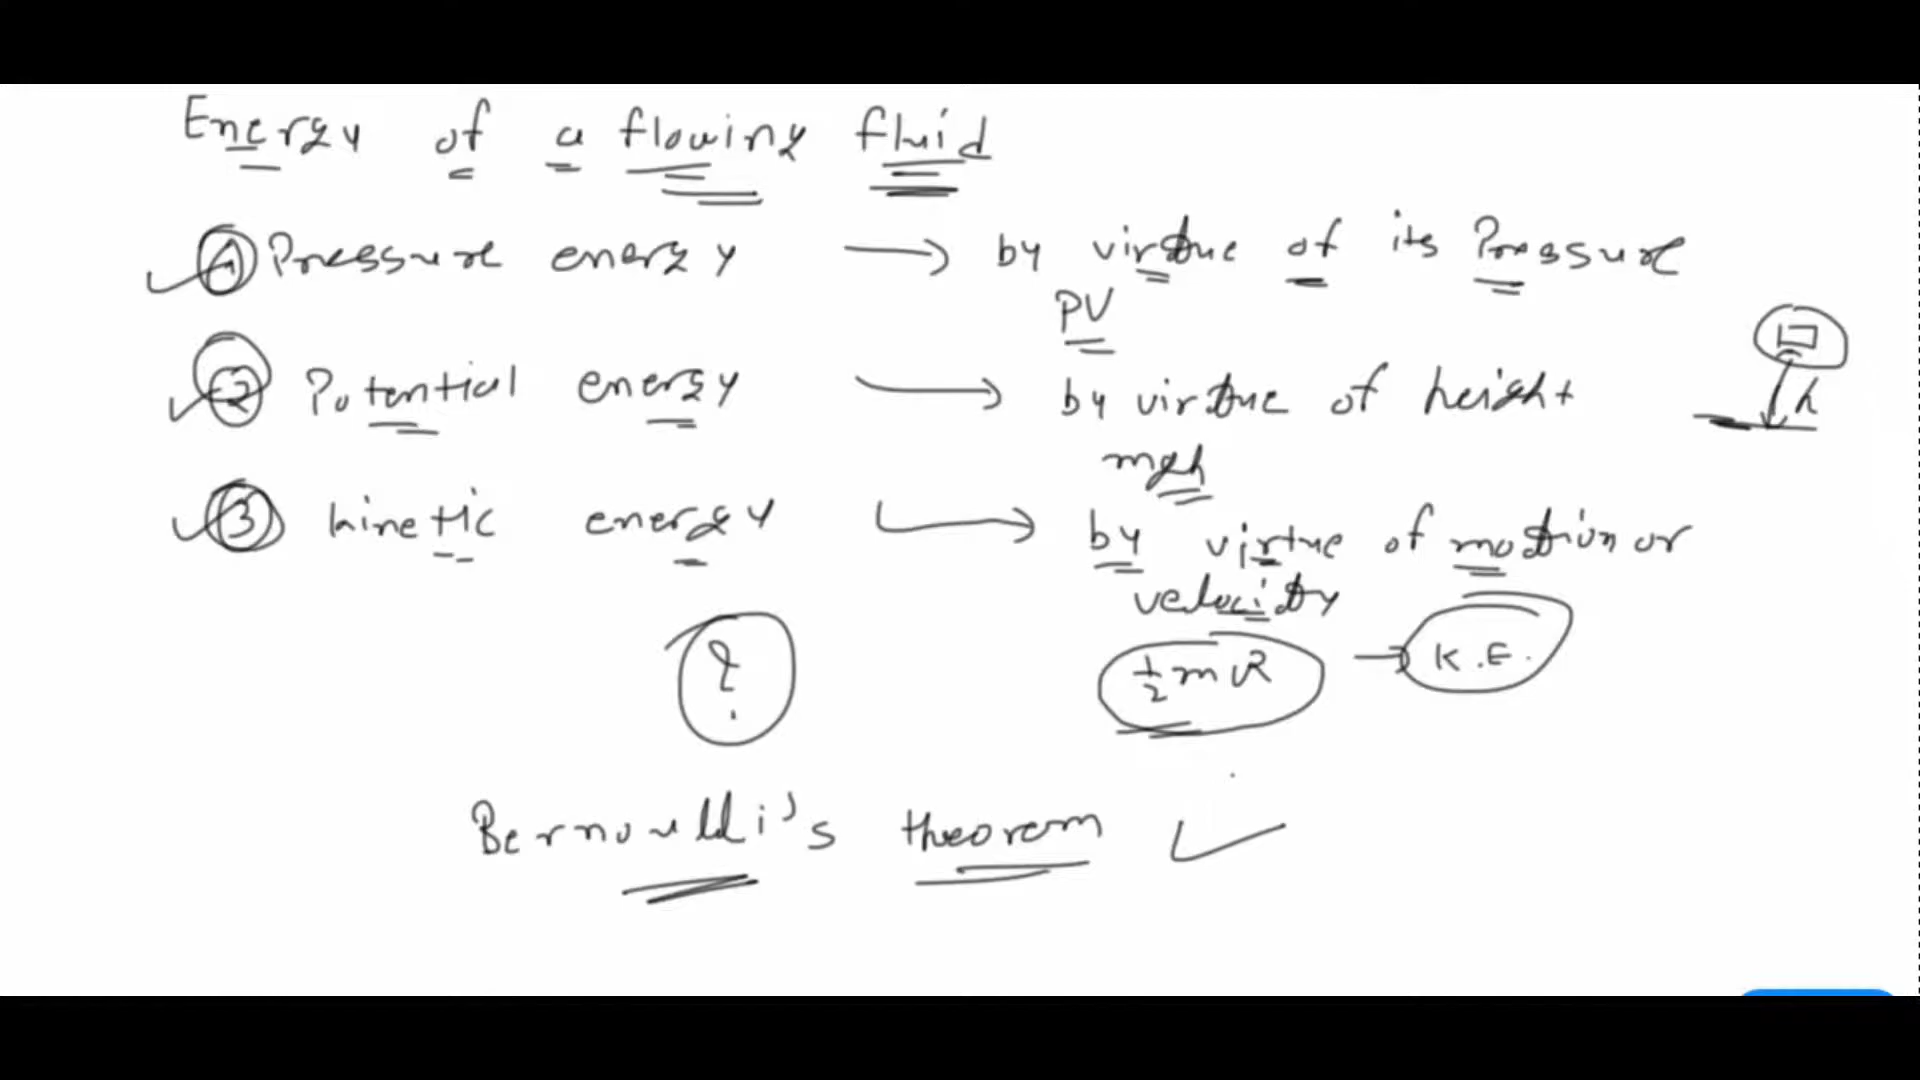 Energy of a flowing fluid
1 Pressure energy → by virtue of its Pressure
PV
2 Potential energy → by virtue of height
h
mgh
3 kinetic energy → by virtue of motion or
velocity
?
½mv² → K.E.
Bernoulli's theorem ✓